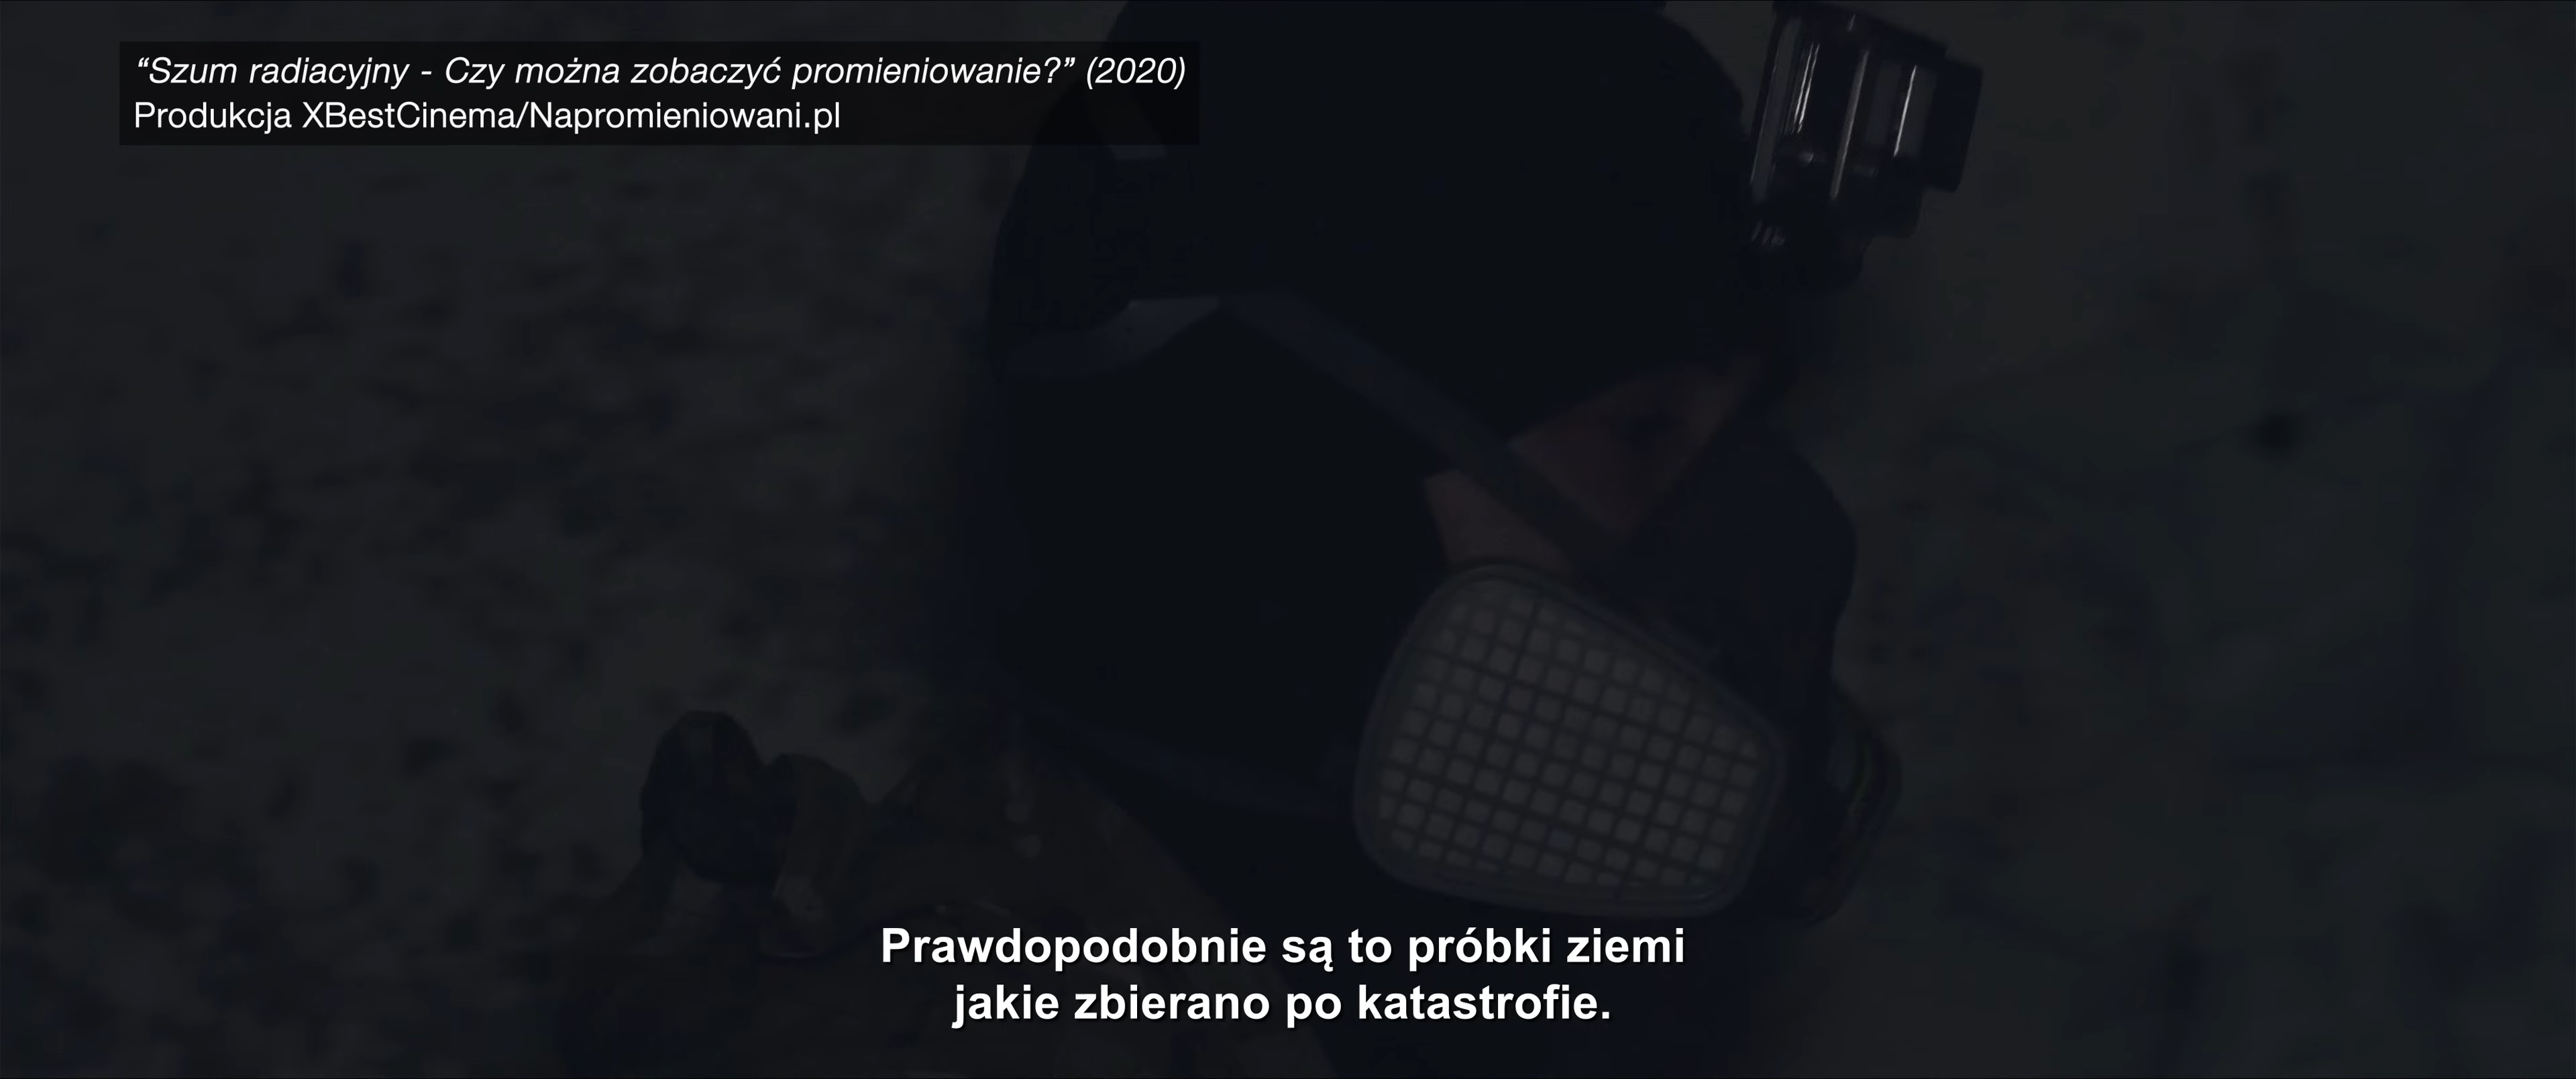 “Szum radiacyjny - Czy można zobaczyć promieniowanie?” (2020)
Produkcja XBestCinema/Napromieniowani.pl
Prawdopodobnie są to próbki ziemi
jakie zbierano po katastrofie.